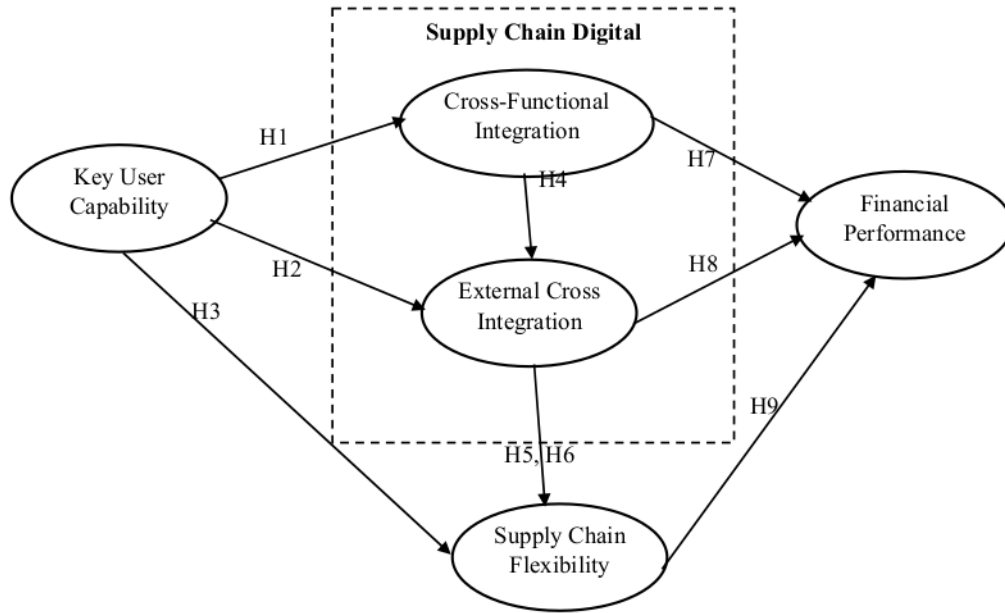 Supply Chain Digital
Cross-Functional
Integration
H1
H7
H4
Key User
Capability
Financial
Performance
H2
H8
External Cross
Integration
H3
H9
H5, H6
Supply Chain
Flexibility